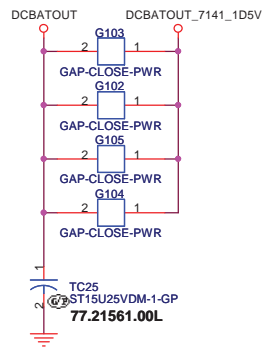 DCBATOUT DCBATOUT_7141_1D5V
G103
2 1
GAP-CLOSE-PWR
G102
2 1
GAP-CLOSE-PWR
G105
2 1
GAP-CLOSE-PWR
G104
2 1
GAP-CLOSE-PWR
1
TC25
2 ST15U25VDM-1-GP
77.21561.00L